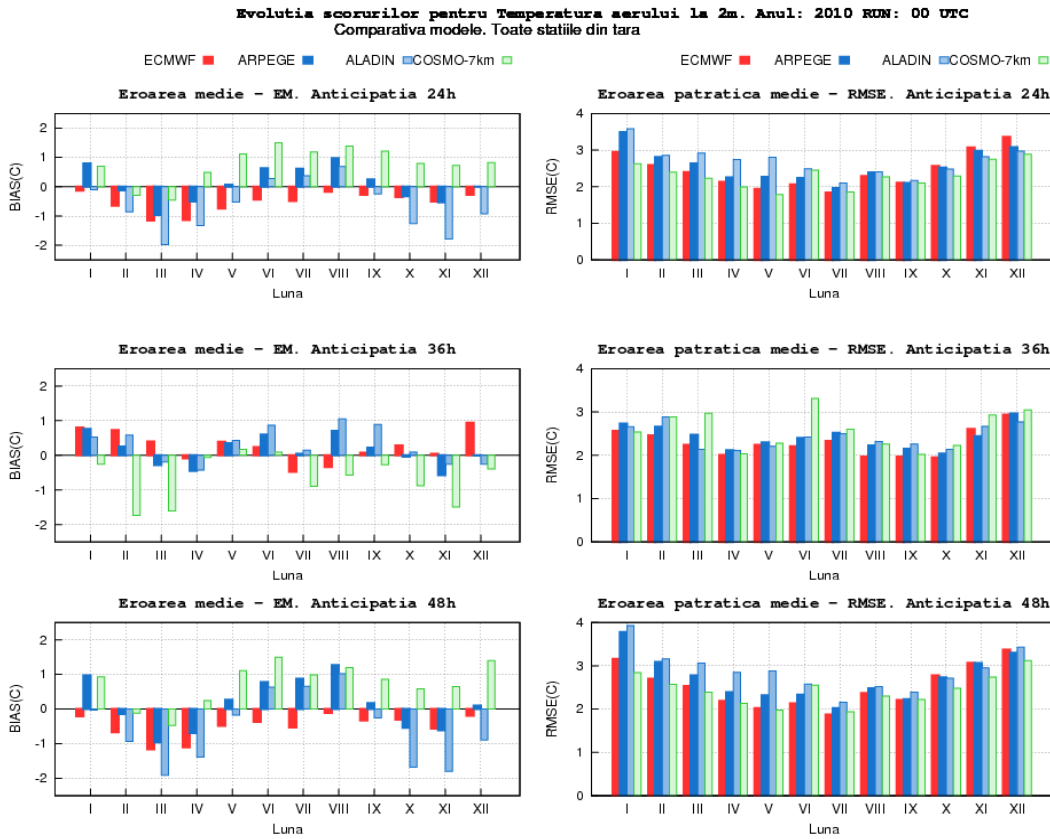 Evolutia scorurilor pentru Temperatura aerului la 2m. Anul: 2010 RUN: 00 UTC
Comparativa modele. Toate statiile din tara
ECMWF ARPEGE ALADIN COSMO-7km
ECMWF ARPEGE ALADIN COSMO-7km
Eroarea medie - EM. Anticipatia 24h
BIAS(C)
2
1
0
-1
-2
I II III IV V VI VII VIII IX X XI XII
Luna
Eroarea patratica medie - RMSE. Anticipatia 24h
RMSE(C)
4
3
2
1
0
I II III IV V VI VII VIII IX X XI XII
Luna
Eroarea medie - EM. Anticipatia 36h
BIAS(C)
2
1
0
-1
-2
I II III IV V VI VII VIII IX X XI XII
Luna
Eroarea patratica medie - RMSE. Anticipatia 36h
RMSE(C)
4
3
2
1
0
I II III IV V VI VII VIII IX X XI XII
Luna
Eroarea medie - EM. Anticipatia 48h
BIAS(C)
2
1
0
-1
-2
I II III IV V VI VII VIII IX X XI XII
Luna
Eroarea patratica medie - RMSE. Anticipatia 48h
RMSE(C)
4
3
2
1
0
I II III IV V VI VII VIII IX X XI XII
Luna